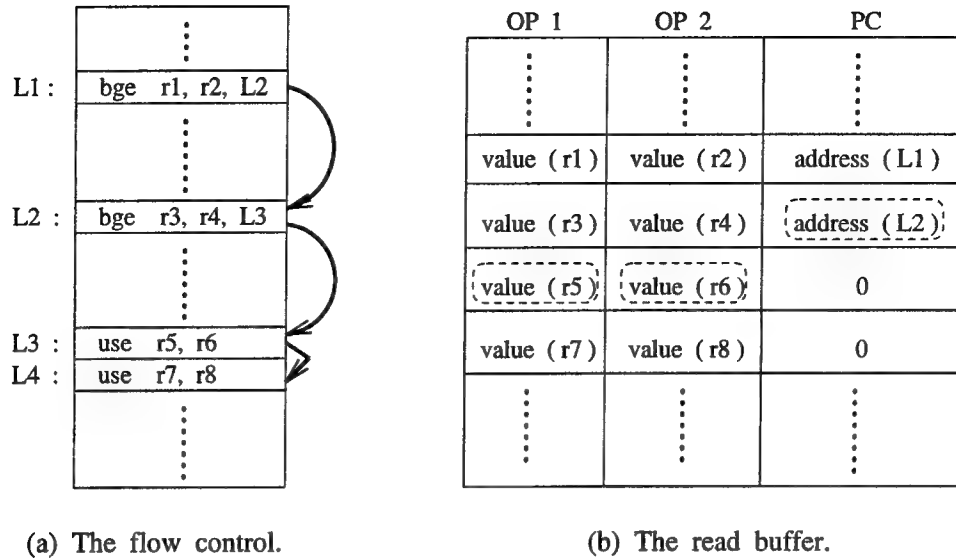 L1 : bge r1, r2, L2
L2 : bge r3, r4, L3
L3 : use r5, r6
L4 : use r7, r8
(a) The flow control.
OP 1 OP 2 PC
value ( r1 ) value ( r2 ) address ( L1 )
value ( r3 ) value ( r4 ) address ( L2 )
value ( r5 ) value ( r6 ) 0
value ( r7 ) value ( r8 ) 0
(b) The read buffer.